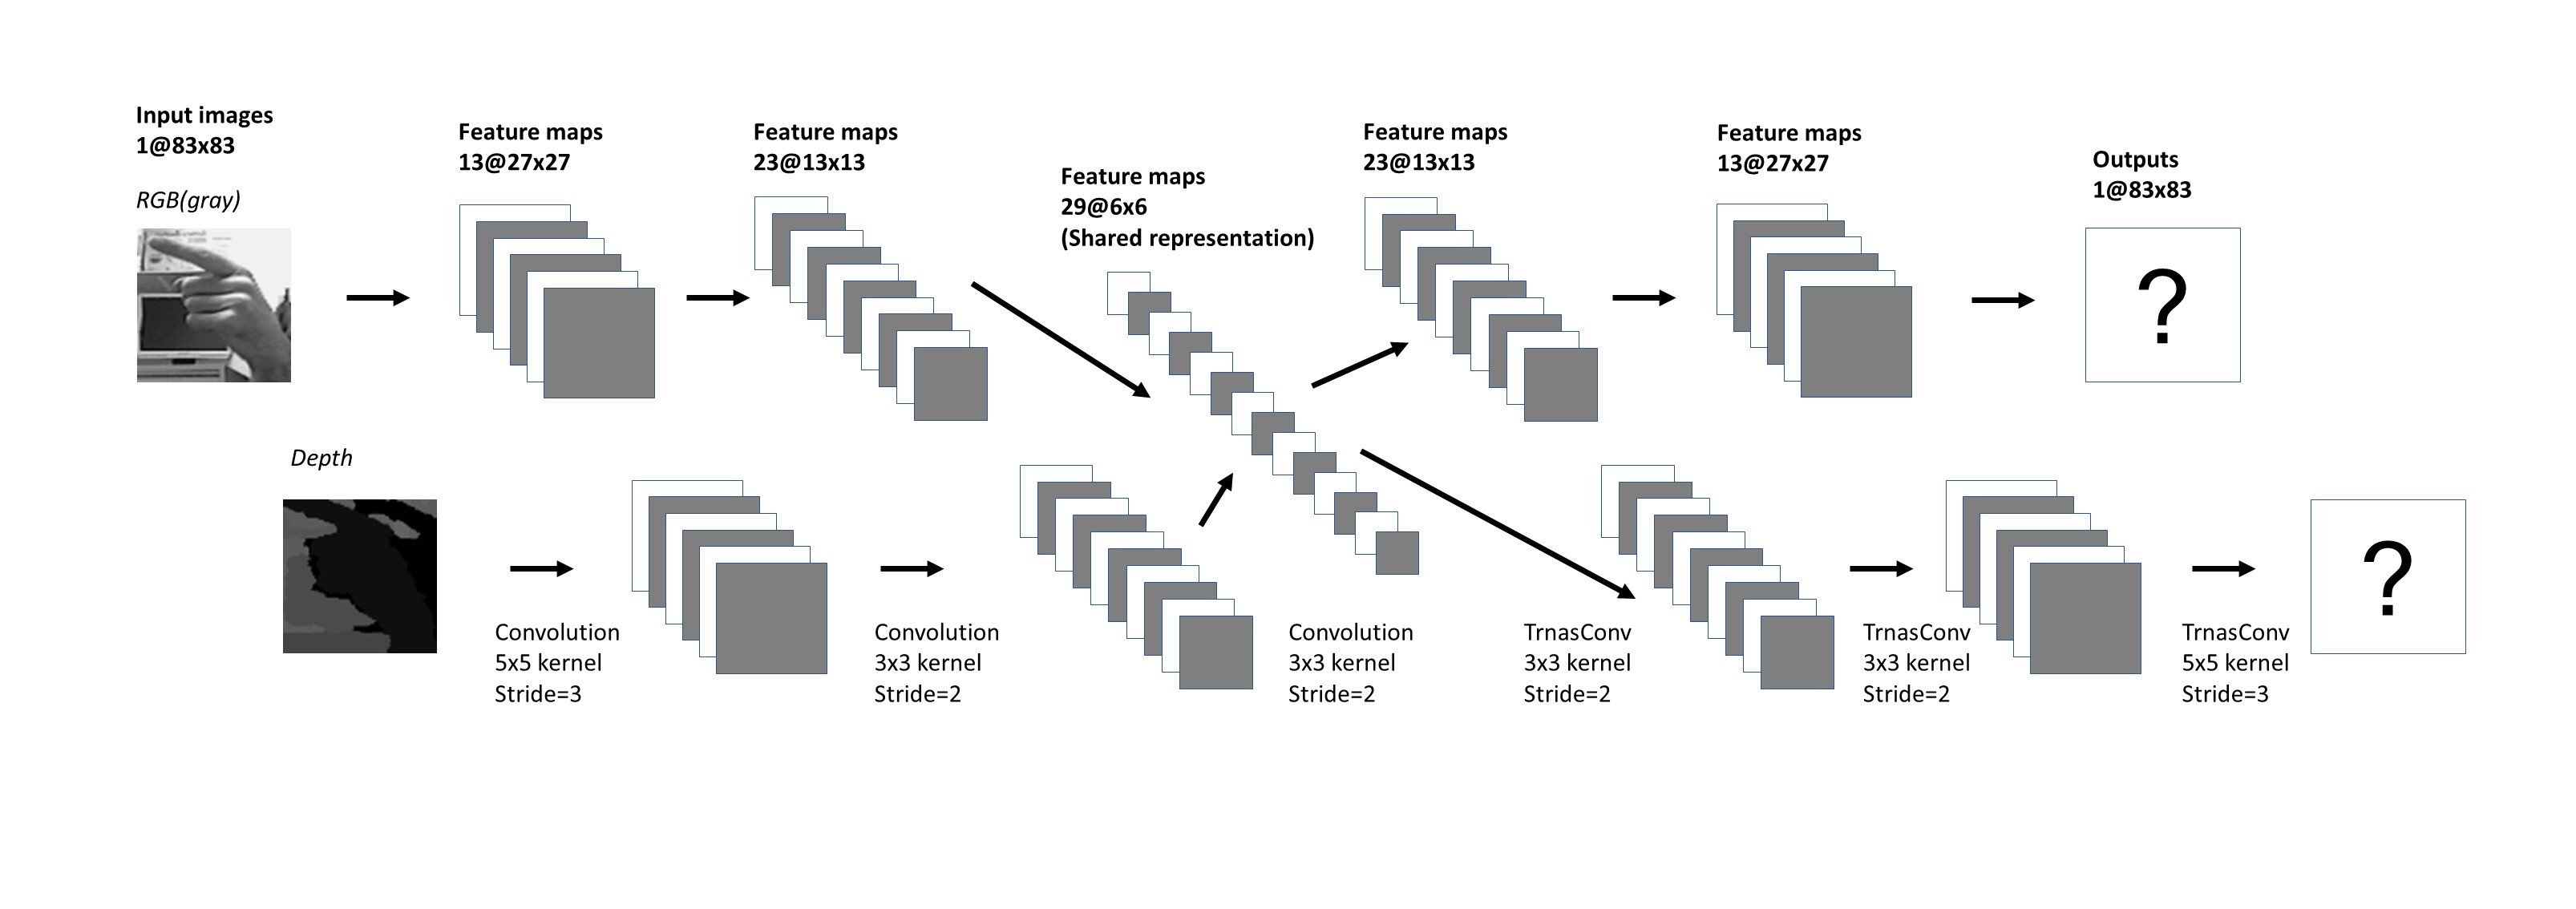 Input images
1@83x83
RGB(gray)
Feature maps
13@27x27
Feature maps
23@13x13
Feature maps
29@6x6
(Shared representation)
Feature maps
23@13x13
Feature maps
13@27x27
Outputs
1@83x83
?
Depth
?
Convolution
5x5 kernel
Stride=3
Convolution
3x3 kernel
Stride=2
Convolution
3x3 kernel
Stride=2
TrnasConv
3x3 kernel
Stride=2
TrnasConv
3x3 kernel
Stride=2
TrnasConv
5x5 kernel
Stride=3